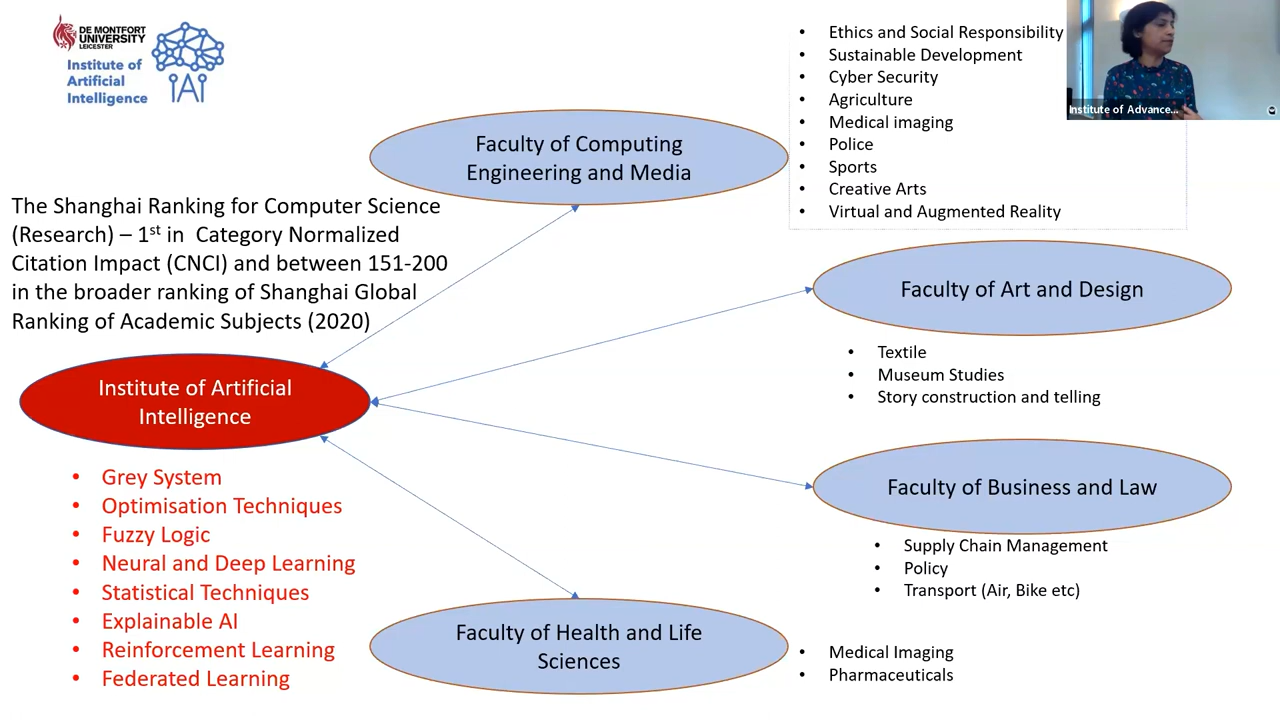 DE MONTFORT
UNIVERSITY
LEICESTER
Institute of
Artificial
Intelligence
IAI
Institute of Advance...
Faculty of Computing
Engineering and Media
• Ethics and Social Responsibility
• Sustainable Development
• Cyber Security
• Agriculture
• Medical imaging
• Police
• Sports
• Creative Arts
• Virtual and Augmented Reality
The Shanghai Ranking for Computer Science
(Research) – 1st in Category Normalized
Citation Impact (CNCI) and between 151-200
in the broader ranking of Shanghai Global
Ranking of Academic Subjects (2020)
Faculty of Art and Design
• Textile
• Museum Studies
• Story construction and telling
Institute of Artificial
Intelligence
• Grey System
• Optimisation Techniques
• Fuzzy Logic
• Neural and Deep Learning
• Statistical Techniques
• Explainable AI
• Reinforcement Learning
• Federated Learning
Faculty of Business and Law
• Supply Chain Management
• Policy
• Transport (Air, Bike etc)
Faculty of Health and Life
Sciences
• Medical Imaging
• Pharmaceuticals